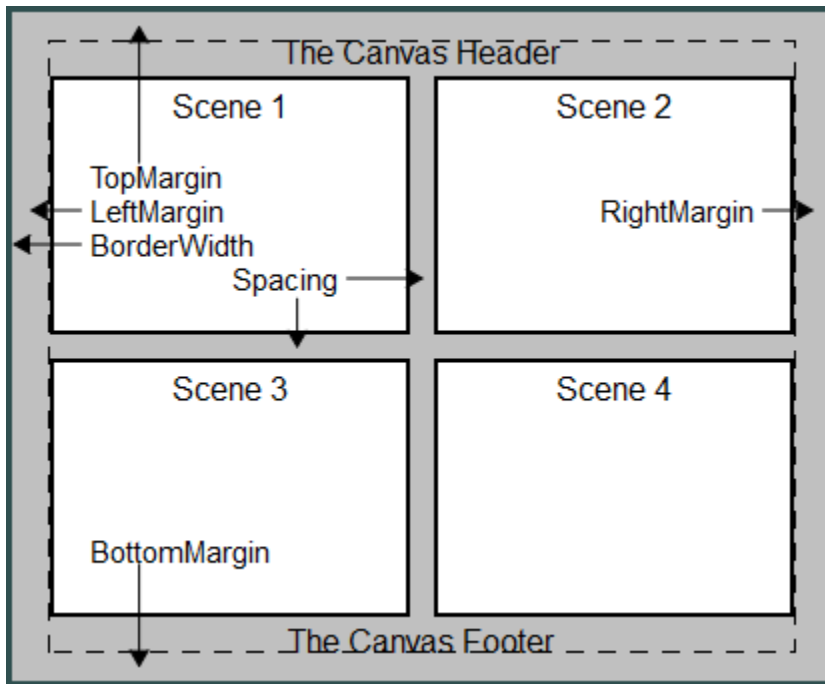 The Canvas Header
Scene 1
Scene 2
TopMargin
LeftMargin
RightMargin
BorderWidth
Spacing
Scene 3
Scene 4
BottomMargin
The Canvas Footer